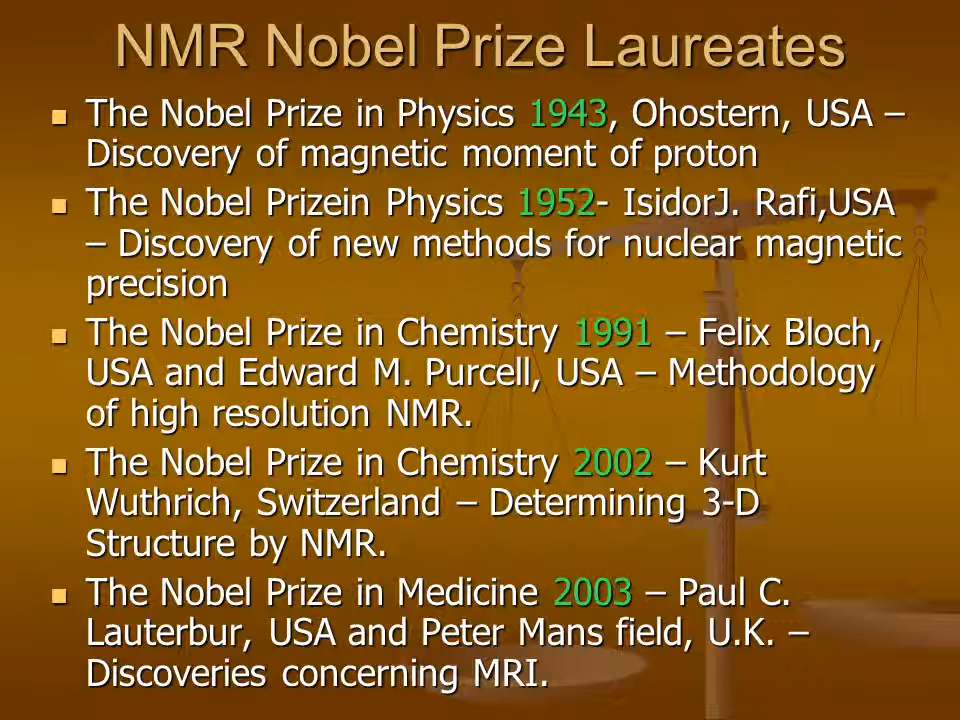 NMR Nobel Prize Laureates
The Nobel Prize in Physics 1943, Ohostern, USA –
Discovery of magnetic moment of proton
The Nobel Prizein Physics 1952- IsidorJ. Rafi,USA
– Discovery of new methods for nuclear magnetic
precision
The Nobel Prize in Chemistry 1991 – Felix Bloch,
USA and Edward M. Purcell, USA – Methodology
of high resolution NMR.
The Nobel Prize in Chemistry 2002 – Kurt
Wuthrich, Switzerland – Determining 3-D
Structure by NMR.
The Nobel Prize in Medicine 2003 – Paul C.
Lauterbur, USA and Peter Mans field, U.K. –
Discoveries concerning MRI.